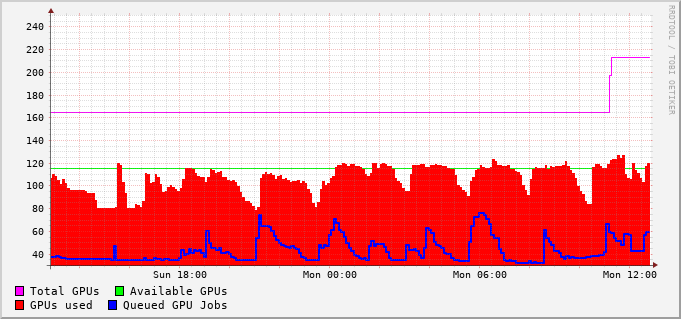 240
220
200
180
160
140
120
100
80
60
40
Sun 18:00 Mon 00:00 Mon 06:00 Mon 12:00
Total GPUs Available GPUs
GPUs used Queued GPU Jobs
RRDTOOL / TOBI OETIKER